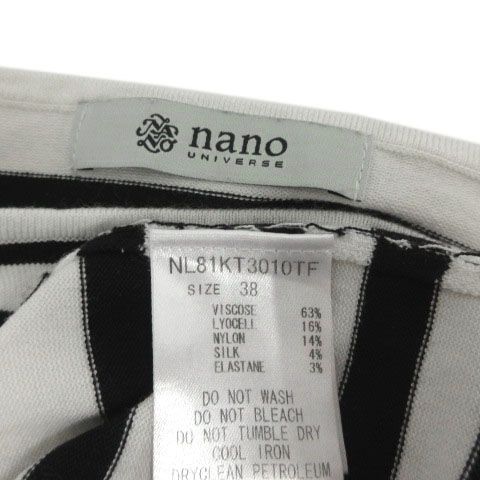 nano
UNIVERSE
NL81KT3010TF
SIZE 38
VISCOSE 63%
LYOCELL 16%
NYLON 14%
SILK 4%
ELASTANE 3%
DO NOT WASH
DO NOT BLEACH
DO NOT TUMBLE DRY
COOL IRON
DRYCLEAN PETROLEUM